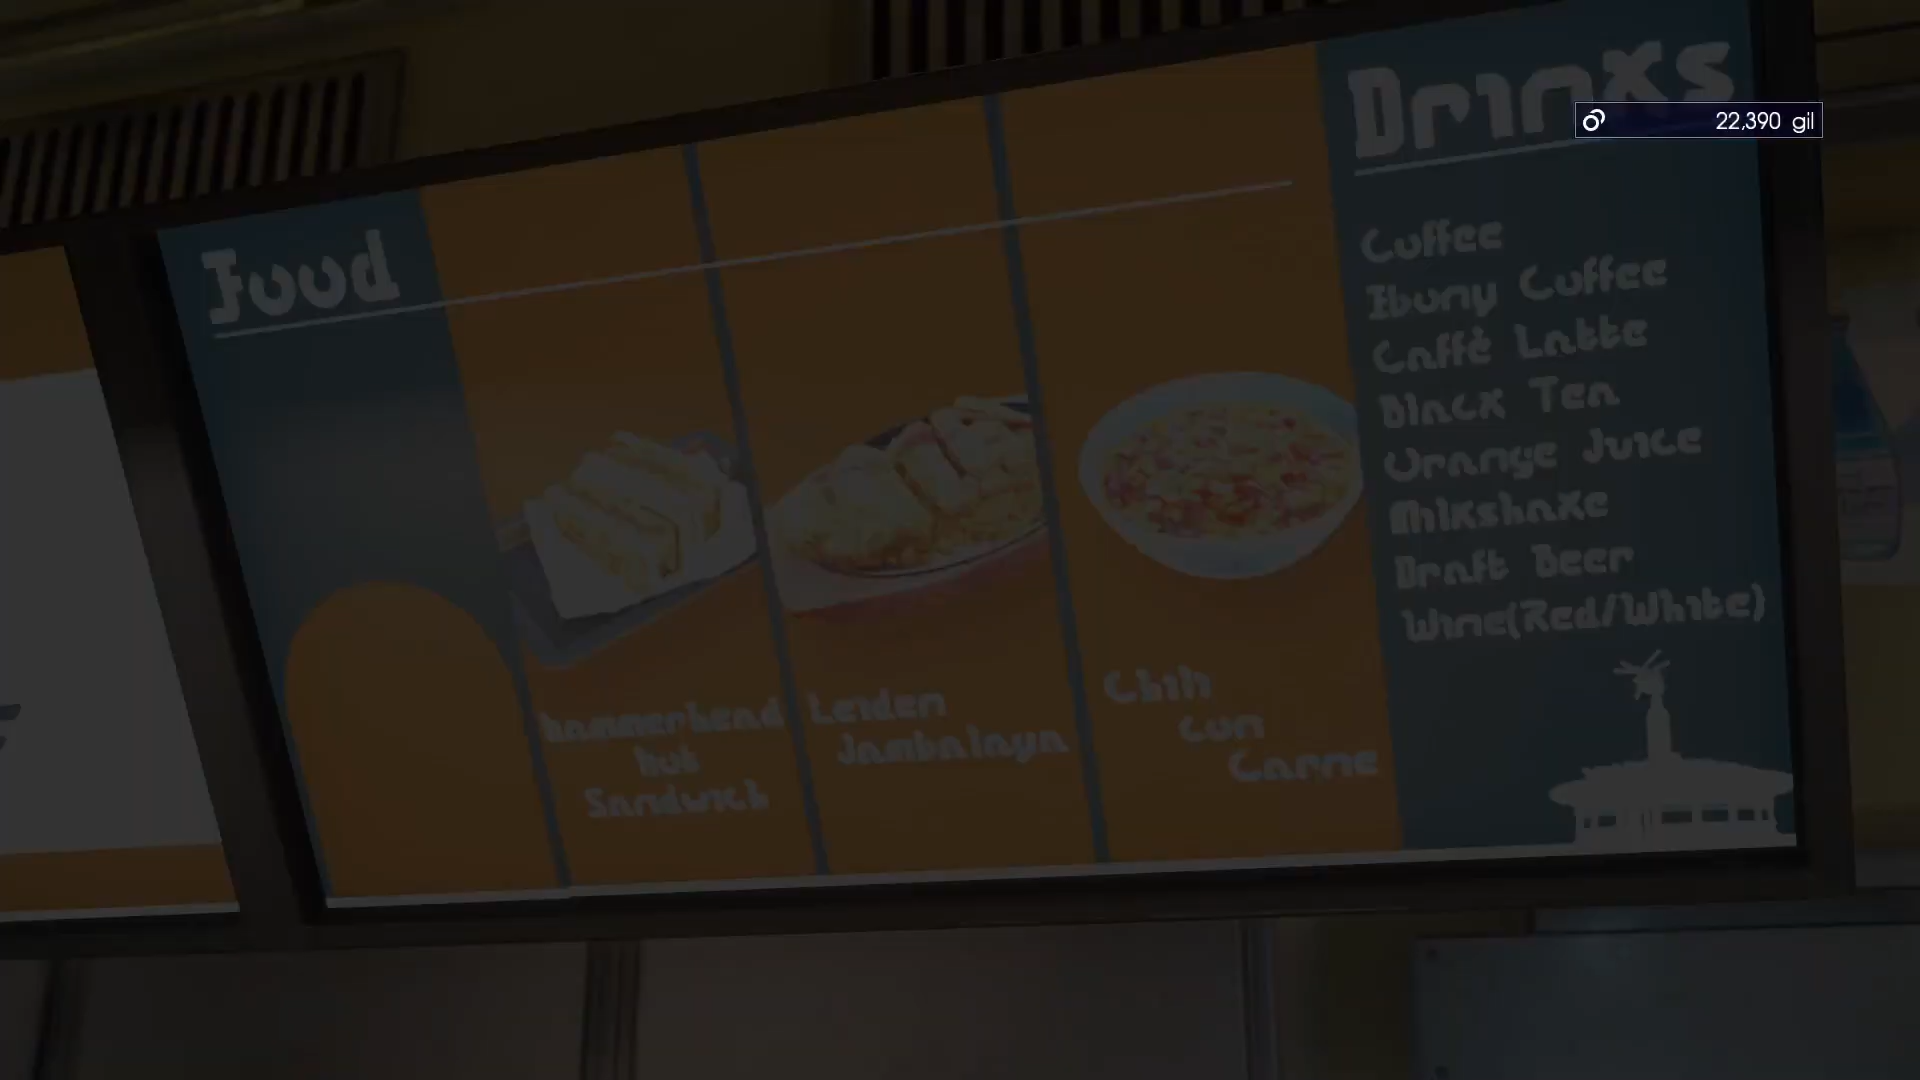 Food
Drinks
22,390 gil
Coffee
Ebony Coffee
Caffè Latte
Black Tea
Orange Juice
Milkshake
Draft Beer
Wine(Red/White)
hammerhead
hot
Sandwich
Leiden
Jambalaya
Chili
con
Carne